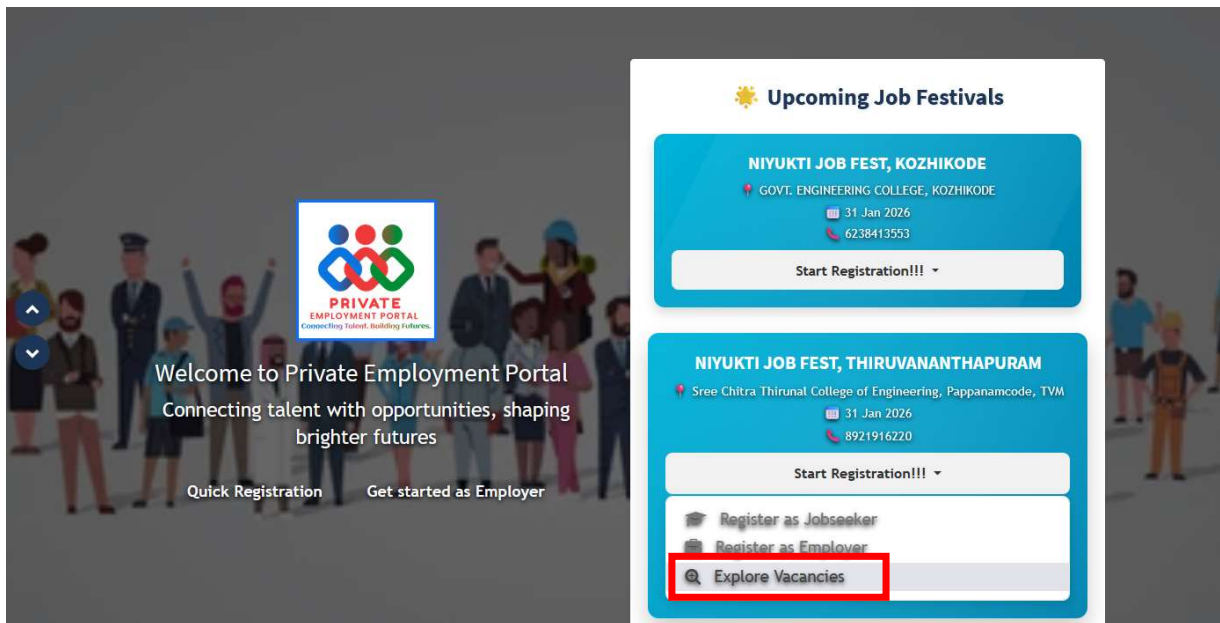 PRIVATE
EMPLOYMENT PORTAL
Connecting Talent. Building Futures.
Welcome to Private Employment Portal
Connecting talent with opportunities, shaping
brighter futures
Quick Registration
Get started as Employer
Upcoming Job Festivals
NIYUKTI JOB FEST, KOZHIKODE
GOVT. ENGINEERING COLLEGE, KOZHIKODE
31 Jan 2026
6238413553
Start Registration!!!
NIYUKTI JOB FEST, THIRUVANANTHAPURAM
Sree Chitra Thirunal College of Engineering, Pappanamcode, TVM
31 Jan 2026
8921916220
Start Registration!!!
Register as Jobseeker
Register as Employer
Explore Vacancies